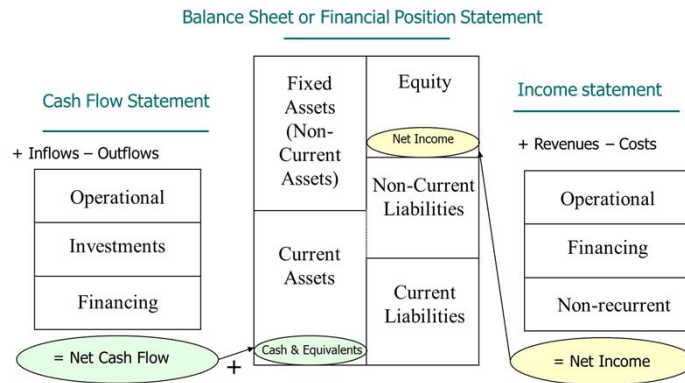 Balance Sheet or Financial Position Statement
Cash Flow Statement
+ Inflows – Outflows
Operational
Investments
Financing
= Net Cash Flow
+
Fixed
Assets
(Non-
Current
Assets)
Current
Assets
Cash & Equivalents
Equity
Net Income
Non-Current
Liabilities
Current
Liabilities
Income statement
+ Revenues – Costs
Operational
Financing
Non-recurrent
= Net Income